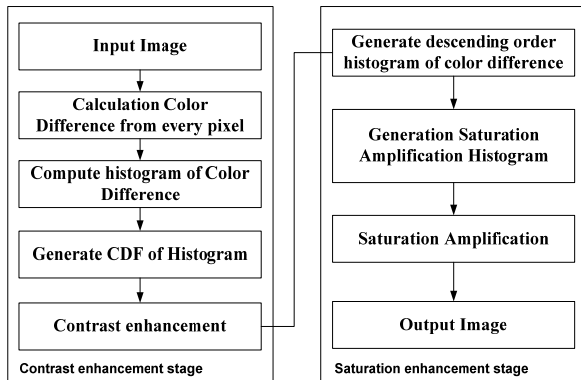 Input Image
Calculation Color
Difference from every pixel
Compute histogram of Color
Difference
Generate CDF of Histogram
Contrast enhancement
Contrast enhancement stage
Generate descending order
histogram of color difference
Generation Saturation
Amplification Histogram
Saturation Amplification
Output Image
Saturation enhancement stage